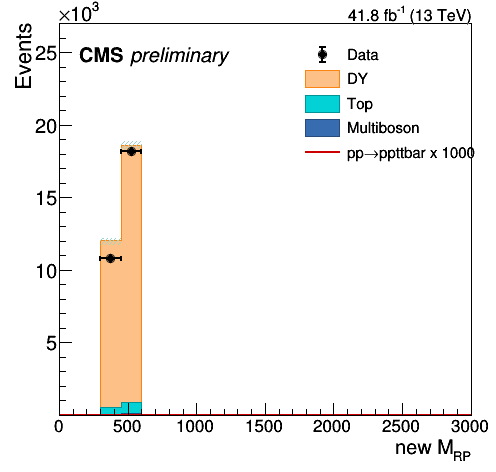 ×10³
41.8 fb⁻¹ (13 TeV)
Events
CMS preliminary
Data
DY
Top
Multiboson
pp→ppttbar x 1000
25
20
15
10
5
0 500 1000 1500 2000 2500 3000
new M_RP